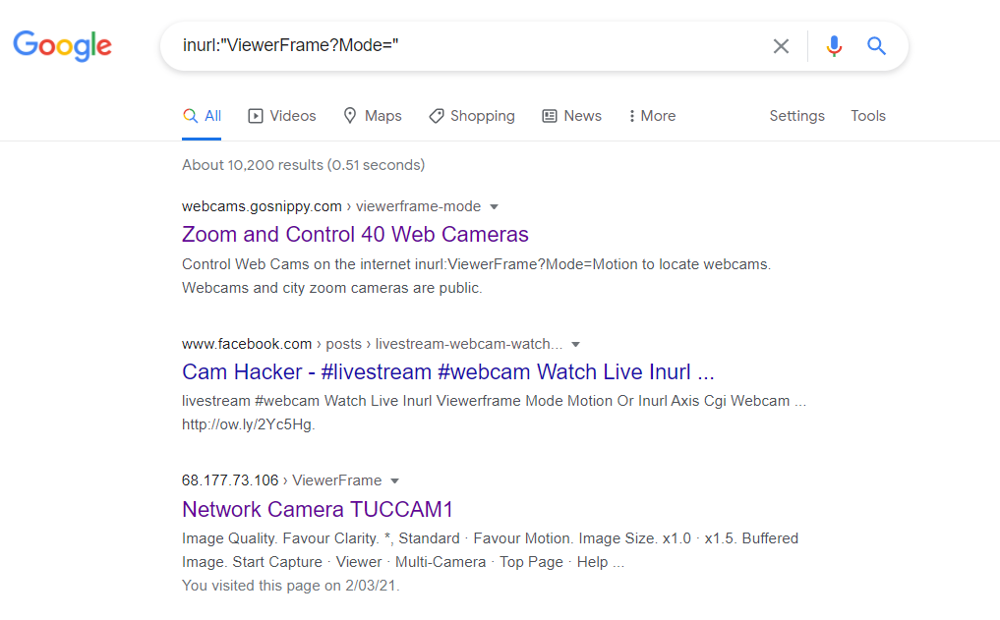 Google
inurl:"ViewerFrame?Mode="
All Videos Maps Shopping News More Settings Tools
About 10,200 results (0.51 seconds)
webcams.gosnippy.com › viewerframe-mode
Zoom and Control 40 Web Cameras
Control Web Cams on the internet inurl:ViewerFrame?Mode=Motion to locate webcams.
Webcams and city zoom cameras are public.
www.facebook.com › posts › livestream-webcam-watch...
Cam Hacker - #livestream #webcam Watch Live Inurl ...
livestream #webcam Watch Live Inurl Viewerframe Mode Motion Or Inurl Axis Cgi Webcam ...
http://ow.ly/2Yc5Hg.
68.177.73.106 › ViewerFrame
Network Camera TUCCAM1
Image Quality. Favour Clarity. *, Standard · Favour Motion. Image Size. x1.0 · x1.5. Buffered
Image. Start Capture · Viewer · Multi-Camera · Top Page · Help ...
You visited this page on 2/03/21.